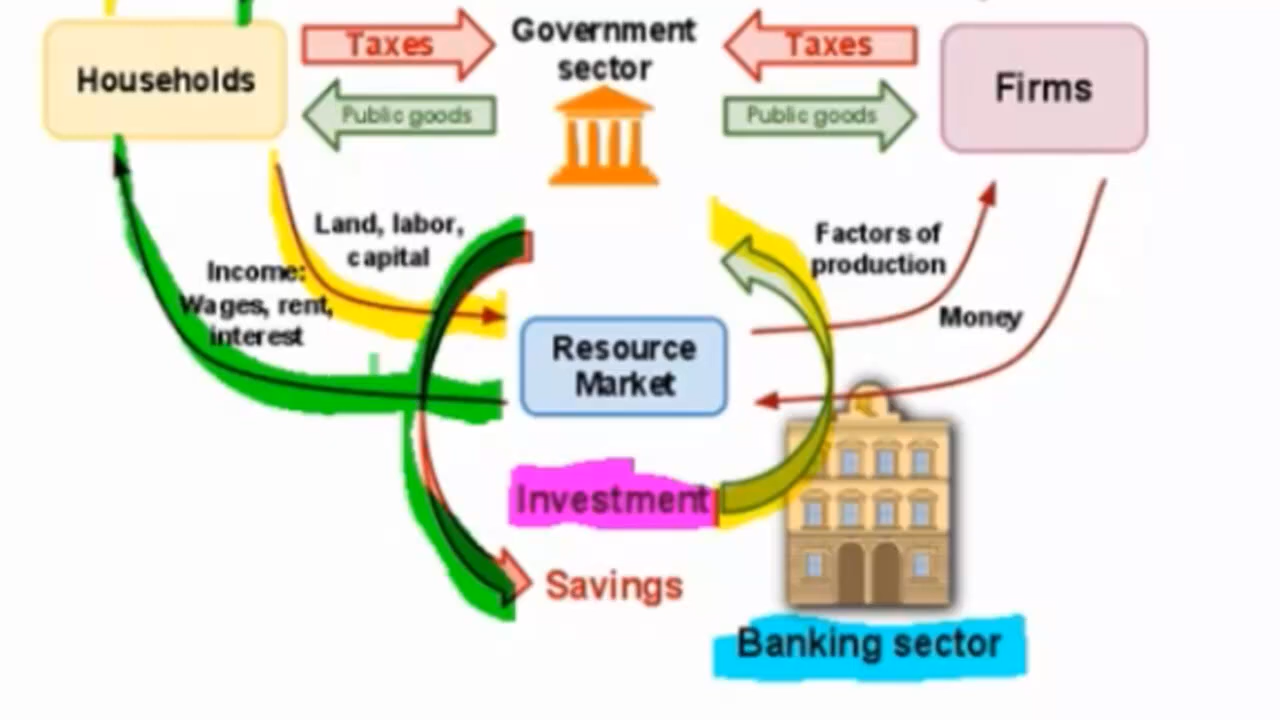 Households
Taxes
Public goods
Government
sector
Taxes
Public goods
Firms
Land, labor,
capital
Income:
Wages, rent,
interest
Factors of
production
Money
Resource
Market
Investment
Savings
Banking sector